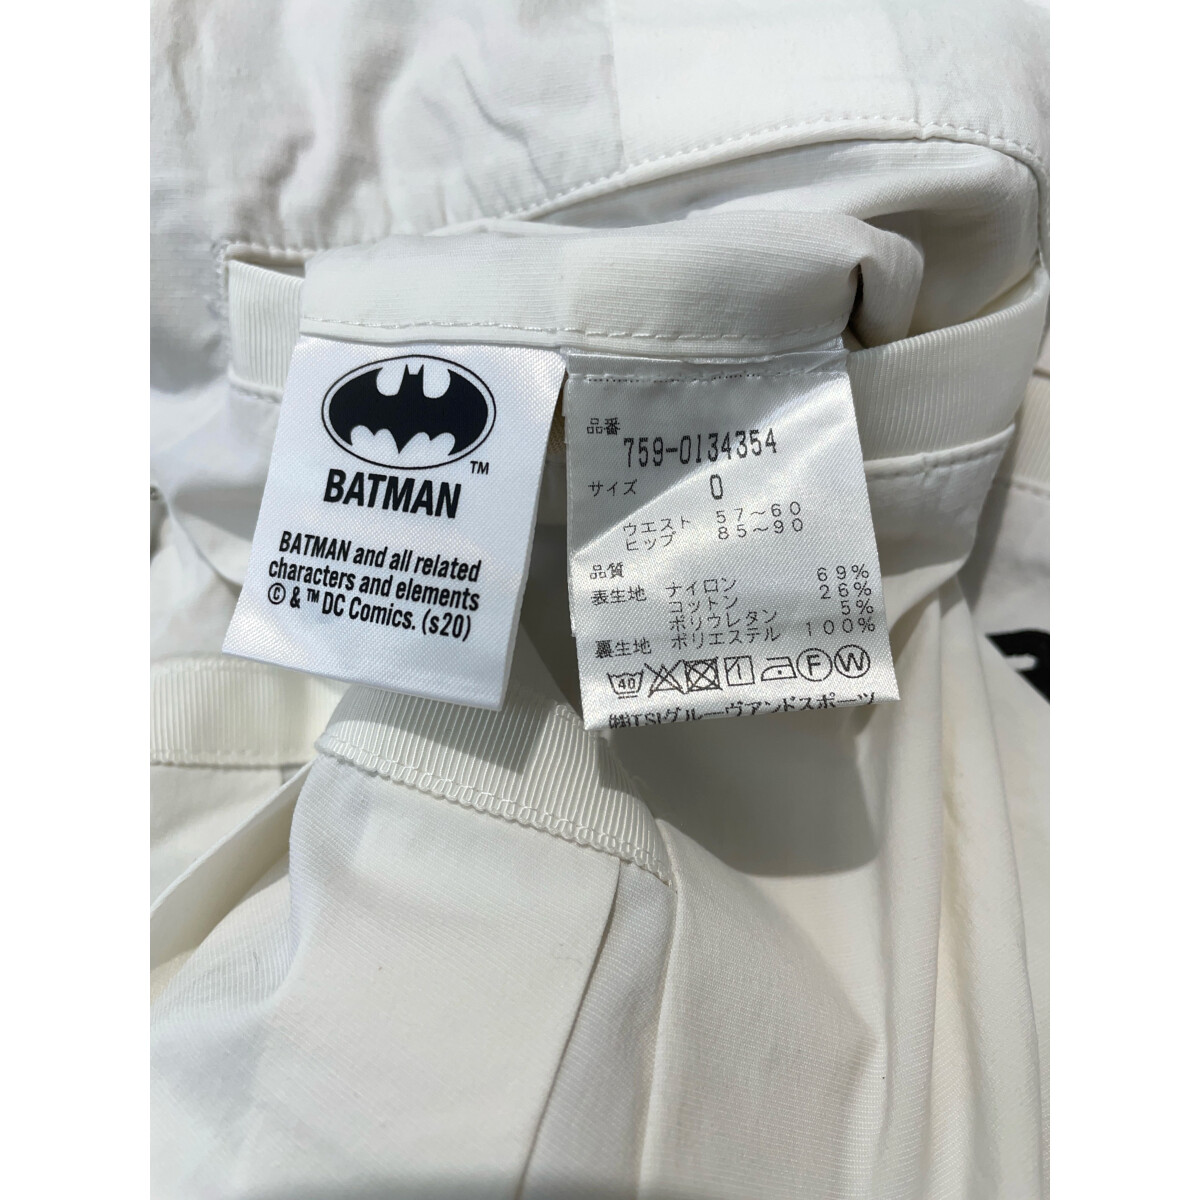 TM
BATMAN
BATMAN and all related
characters and elements
© & ™ DC Comics. (s20)
品番
759-0134354
サイズ 0
ウエスト 57～60
ヒップ 85～90
品質
表生地 ナイロン 69%
コットン 26%
ポリウレタン 5%
裏生地 ポリエステル 100%
40 F W
㈱TSIグルーヴアンドスポーツ